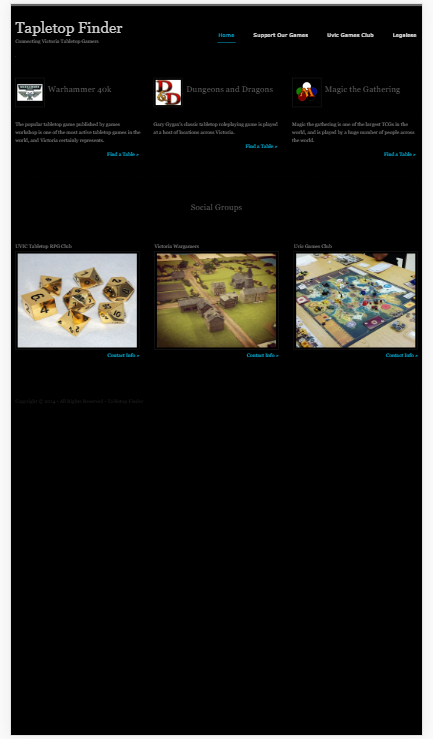 Tapletop Finder
Connecting Victoria Tabletop Gamers
Home Support Our Games Uvic Games Club Legalese
Warhammer 40k
The popular tabletop game published by games
workshop is one of the most active tabletop games in the
world, and Victoria certainly represents.
Find a Table »
D&D
Dungeons and Dragons
Gary Gygax's classic tabletop roleplaying game is played
at a host of locations across Victoria.
Find a Table »
Magic the Gathering
Magic the gathering is one of the largest TCGs in the
world, and is played by a huge number of people across
the world.
Find a Table »
Social Groups
UVIC Tabletop RPG Club
Contact Info »
Victoria Wargamers
Contact Info »
Uvic Games Club
Contact Info »
Copyright © All Rights Reserved